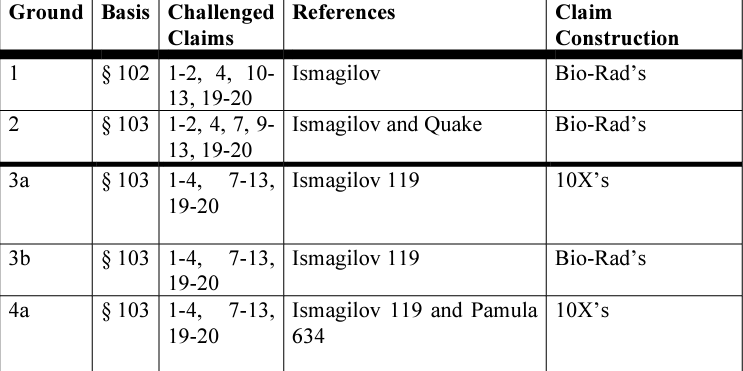 Ground Basis Challenged Claims References Claim Construction
1 § 102 1-2, 4, 10-13, 19-20 Ismagilov Bio-Rad’s
2 § 103 1-2, 4, 7, 9-13, 19-20 Ismagilov and Quake Bio-Rad’s
3a § 103 1-4, 7-13, 19-20 Ismagilov 119 10X’s
3b § 103 1-4, 7-13, 19-20 Ismagilov 119 Bio-Rad’s
4a § 103 1-4, 7-13, 19-20 Ismagilov 119 and Pamula 634 10X’s